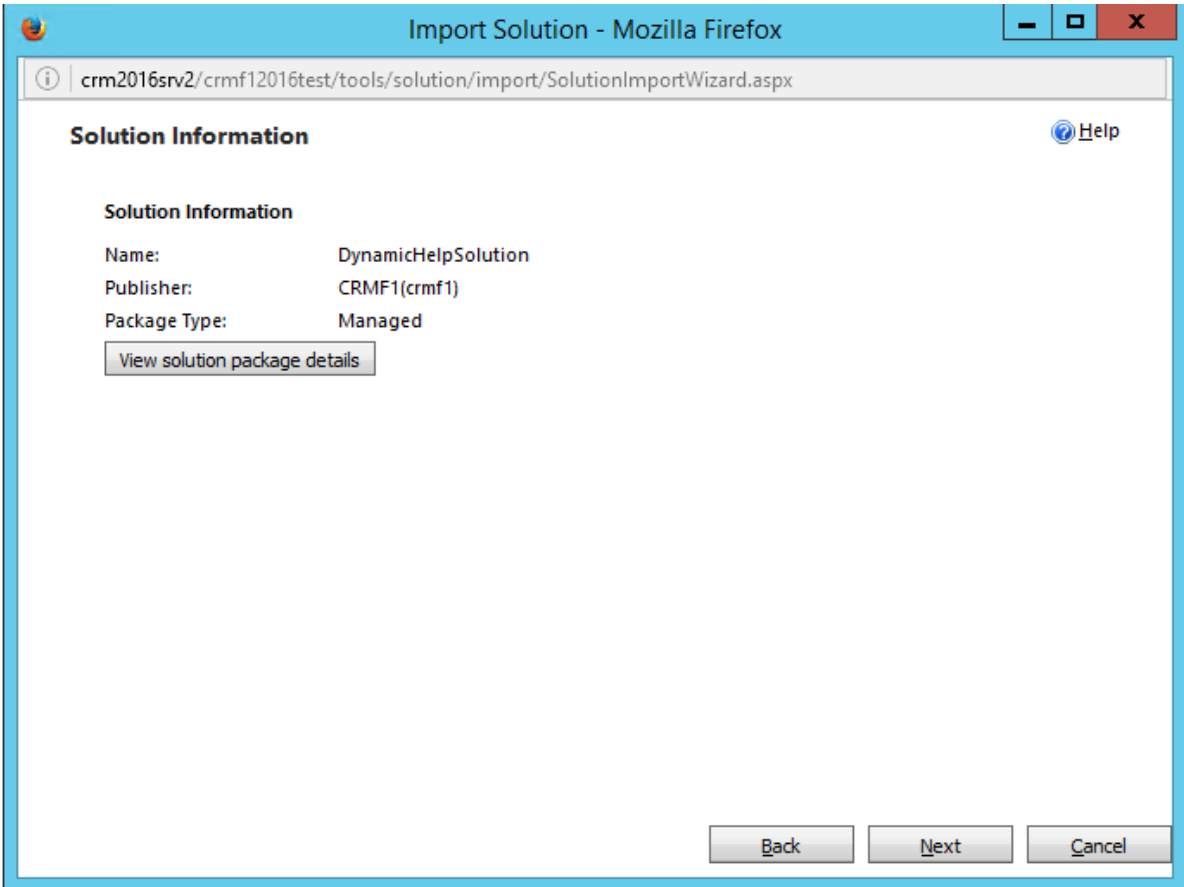 Import Solution - Mozilla Firefox
crm2016srv2/crmf12016test/tools/solution/import/SolutionImportWizard.aspx
Solution Information
Help
Solution Information
Name: DynamicHelpSolution
Publisher: CRMF1(crmf1)
Package Type: Managed
View solution package details
Back Next Cancel